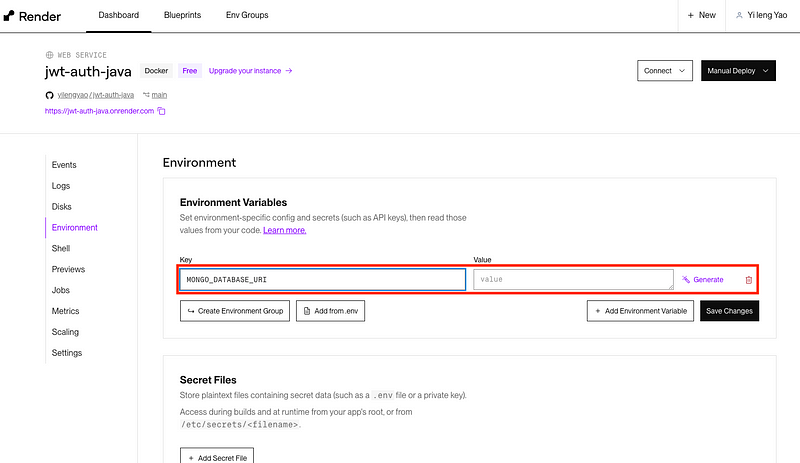 Render Dashboard Blueprints Env Groups + New Yi leng Yao
WEB SERVICE
jwt-auth-java Docker Free Upgrade your instance → Connect Manual Deploy
yilengyao / jwt-auth-java main
https://jwt-auth-java.onrender.com
Events
Logs
Disks
Environment
Shell
Previews
Jobs
Metrics
Scaling
Settings
Environment
Environment Variables
Set environment-specific config and secrets (such as API keys), then read those
values from your code. Learn more.
Key Value
MONGO_DATABASE_URI value Generate
Create Environment Group Add from .env + Add Environment Variable Save Changes
Secret Files
Store plaintext files containing secret data (such as a .env file or a private key).
Access during builds and at runtime from your app's root, or from
/etc/secrets/<filename>.
+ Add Secret File